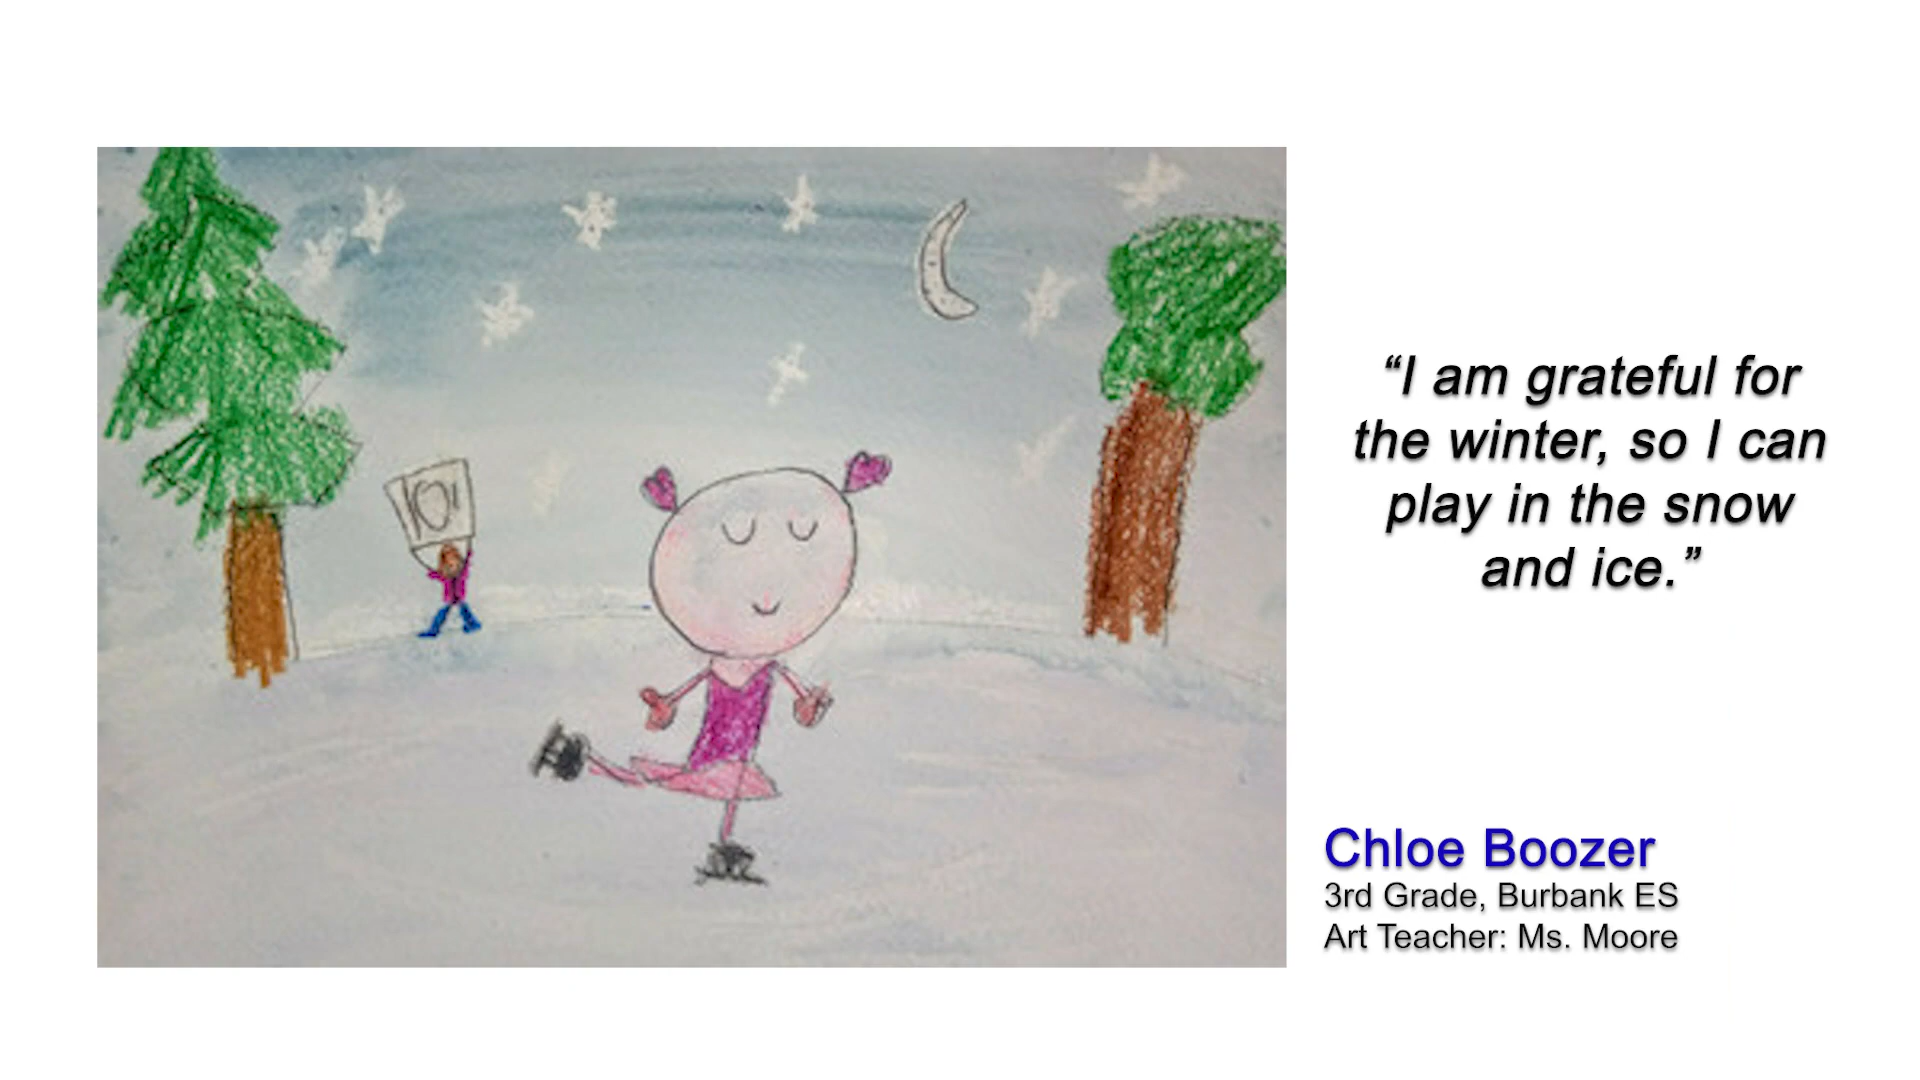 10!
“I am grateful for
the winter, so I can
play in the snow
and ice.”
Chloe Boozer
3rd Grade, Burbank ES
Art Teacher: Ms. Moore